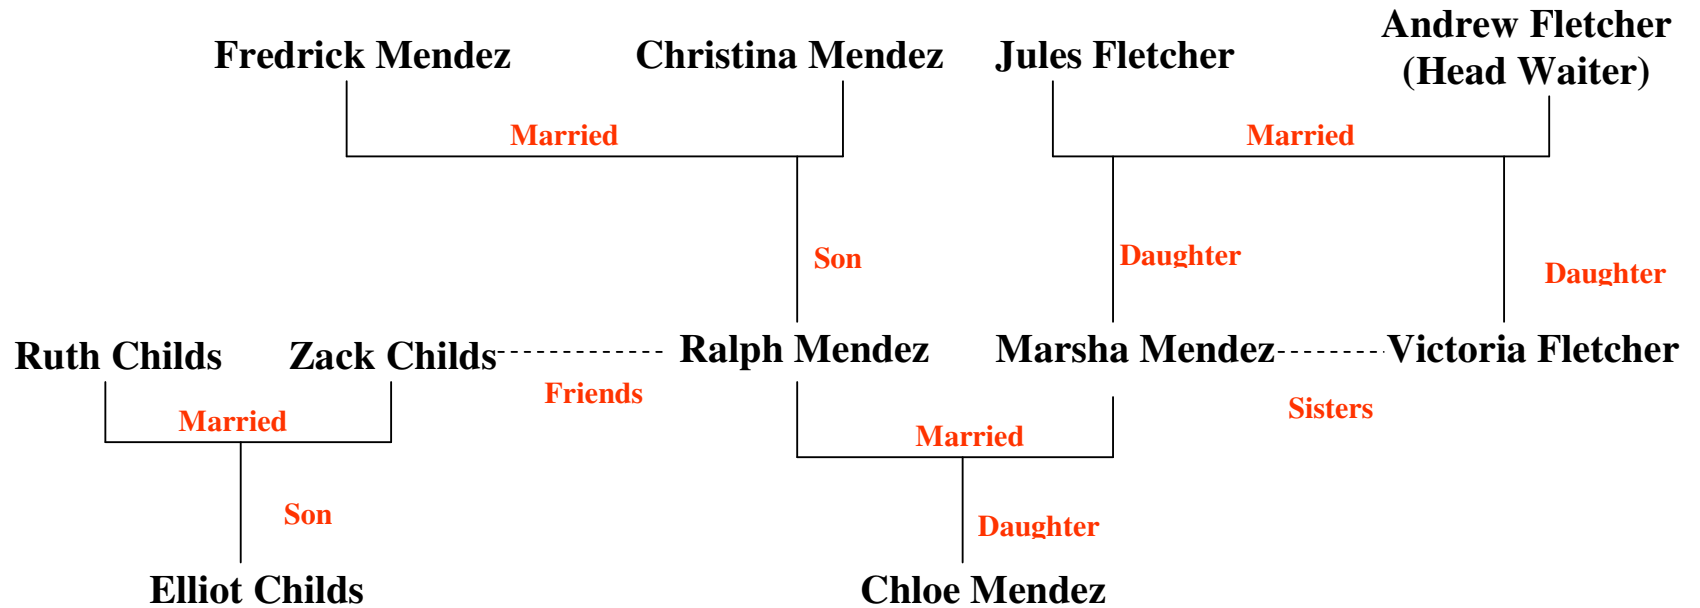 Andrew Fletcher
Fredrick Mendez Christina Mendez Jules Fletcher
(Head Waiter)
Married Married
Son Daughter Daughter
Ruth Childs Zack Childs Ralph Mendez Marsha Mendez Victoria Fletcher
Friends Sisters
Married Married
Son Daughter
Elliot Childs Chloe Mendez